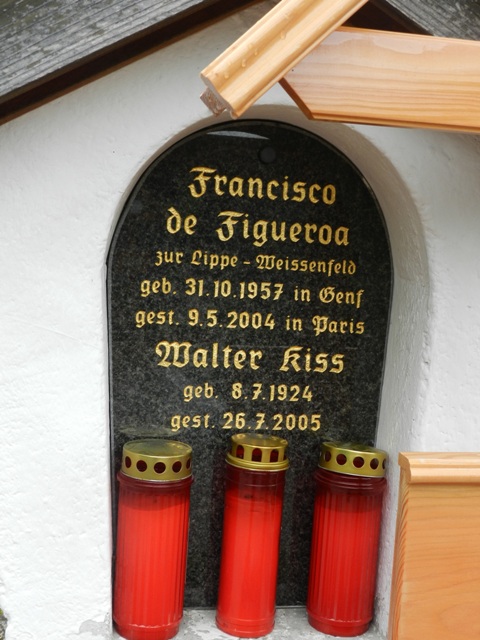 Francisco
de Figueroa
zur Lippe - Weissenfeld
geb. 31.10.1957 in Genf
gest. 9.5.2004 in Paris
Walter Kiss
geb. 8.7.1924
gest. 26.7.2005